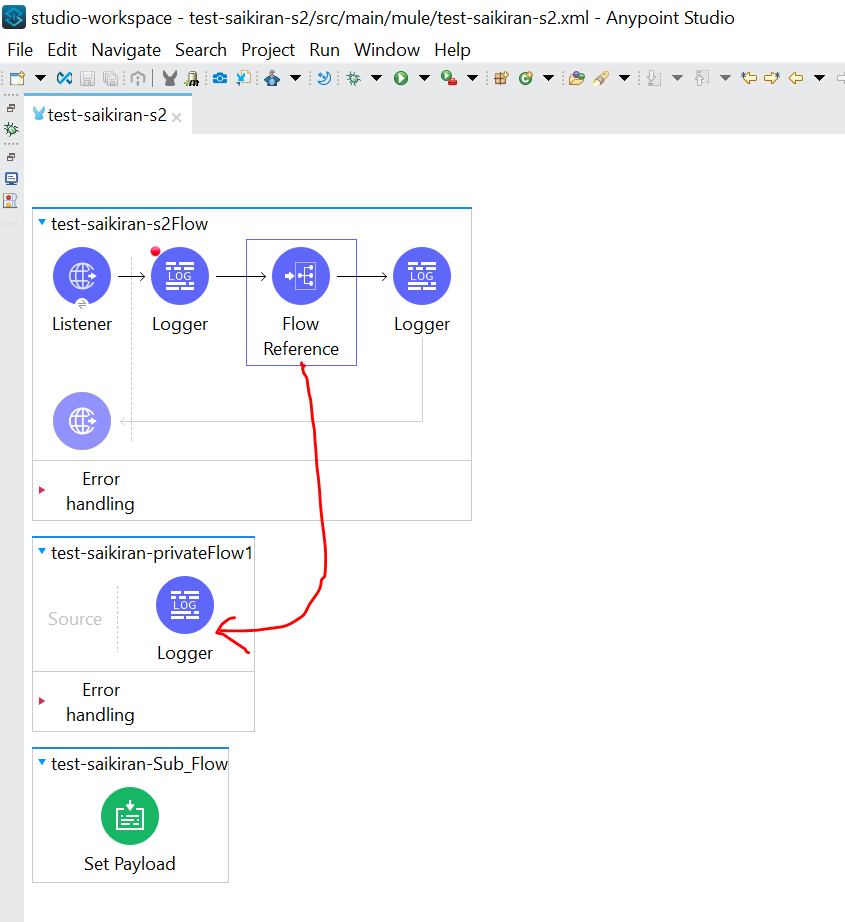 studio-workspace - test-saikiran-s2/src/main/mule/test-saikiran-s2.xml - Anypoint Studio
File Edit Navigate Search Project Run Window Help
test-saikiran-s2
test-saikiran-s2Flow
LOG LOG
Listener Logger Flow Reference Logger
Error handling
test-saikiran-privateFlow1
LOG
Source
Logger
Error handling
test-saikiran-Sub_Flow
Set Payload